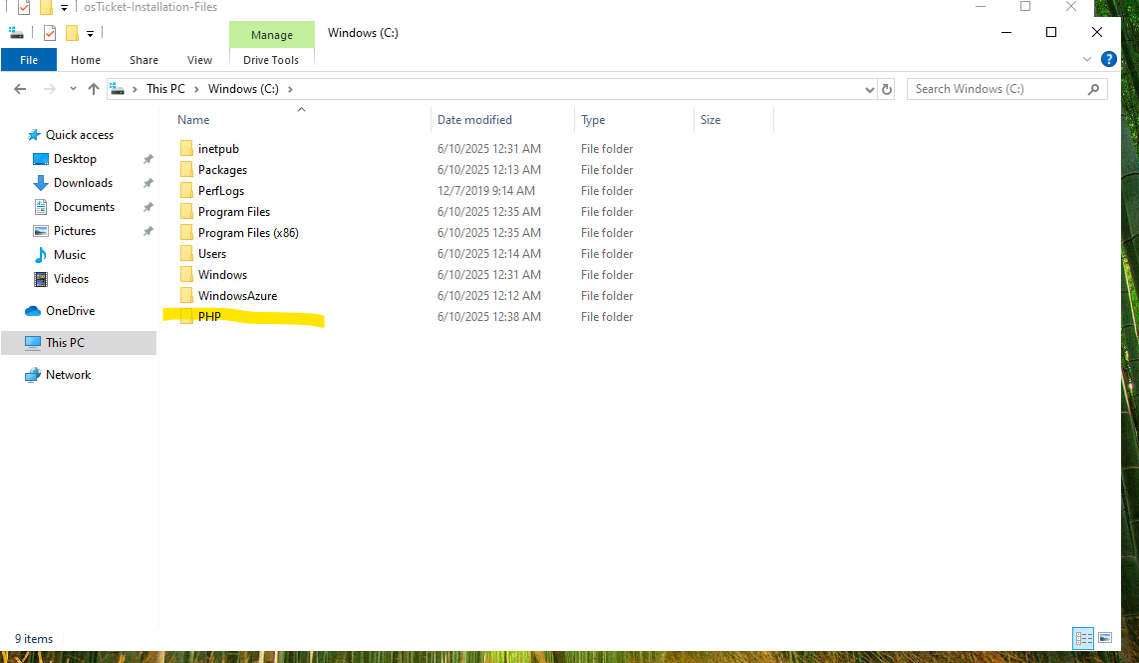 osTicket-Installation-Files
Manage Windows (C:)
File Home Share View Drive Tools ?
This PC Windows (C:) Search Windows (C:)
Name Date modified Type Size
Quick access
Desktop
Downloads
Documents
Pictures
Music
Videos
OneDrive
This PC
Network
inetpub 6/10/2025 12:31 AM File folder
Packages 6/10/2025 12:13 AM File folder
PerfLogs 12/7/2019 9:14 AM File folder
Program Files 6/10/2025 12:35 AM File folder
Program Files (x86) 6/10/2025 12:35 AM File folder
Users 6/10/2025 12:14 AM File folder
Windows 6/10/2025 12:31 AM File folder
WindowsAzure 6/10/2025 12:12 AM File folder
PHP 6/10/2025 12:38 AM File folder
9 items